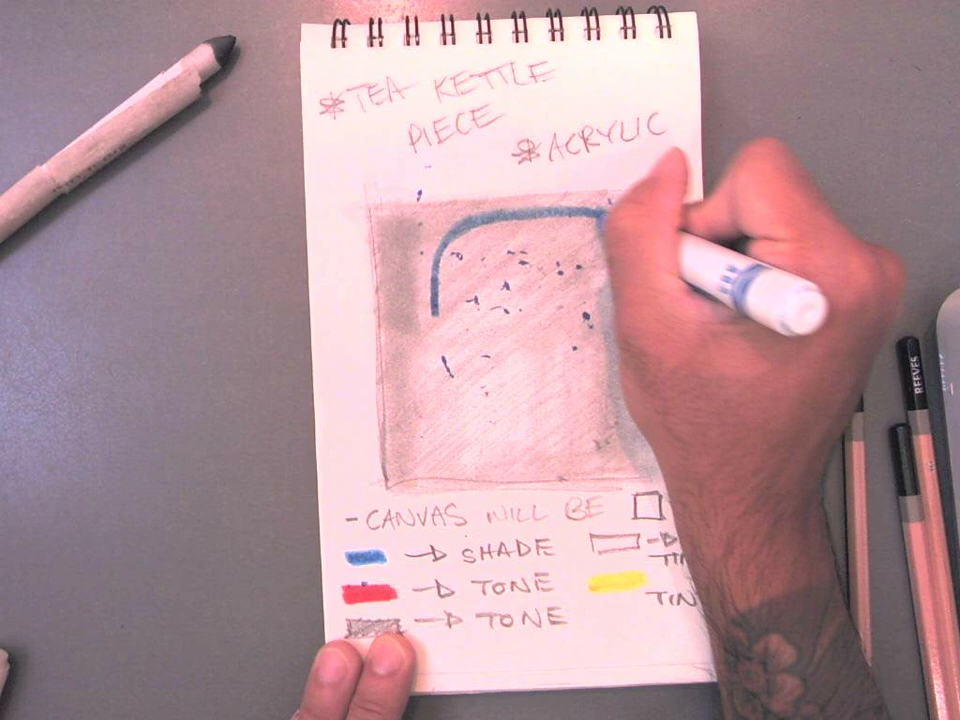 *TEA KETTLE
PIECE
*ACRYLIC
-CANVAS WILL BE
→ SHADE
→ TONE
→ TONE
REEVES